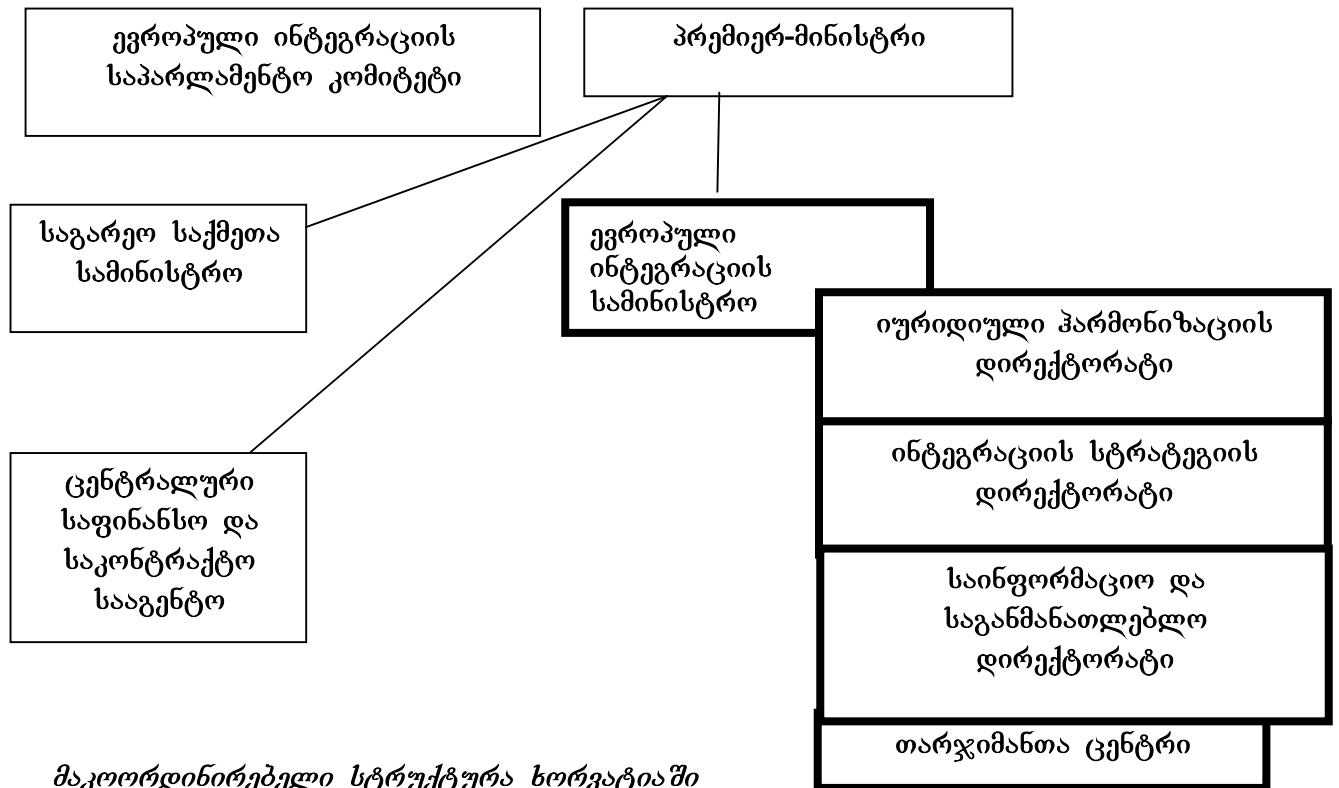 ევროპული ინტეგრაციის
საპარლამენტო კომიტეტი
პრემიერ-მინისტრი
საგარეო საქმეთა
სამინისტრო
ევროპული
ინტეგრაციის
სამინისტრო
იურიდიული ჰარმონიზაციის
დირექტორატი
ინტეგრაციის სტრატეგიის
დირექტორატი
ცენტრალური
საფინანსო და
საკონტრაქტო
სააგენტო
საინფორმაციო და
საგანმანათლებლო
დირექტორატი
თარჯიმანთა ცენტრი
მაკოორდინირებელი სტრუქტურა ხორვატიაში